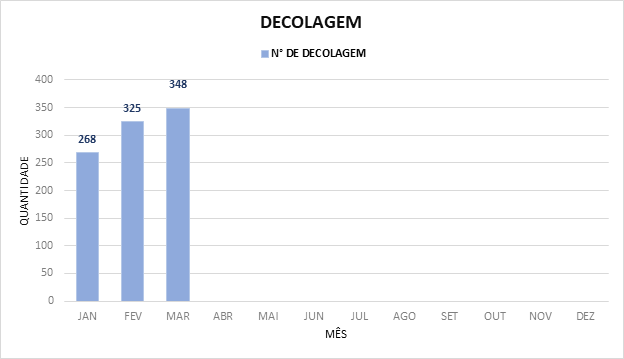 DECOLAGEM
N° DE DECOLAGEM
QUANTIDADE
400
350
300
250
200
150
100
50
0
268
325
348
JAN FEV MAR ABR MAI JUN JUL AGO SET OUT NOV DEZ
MÊS